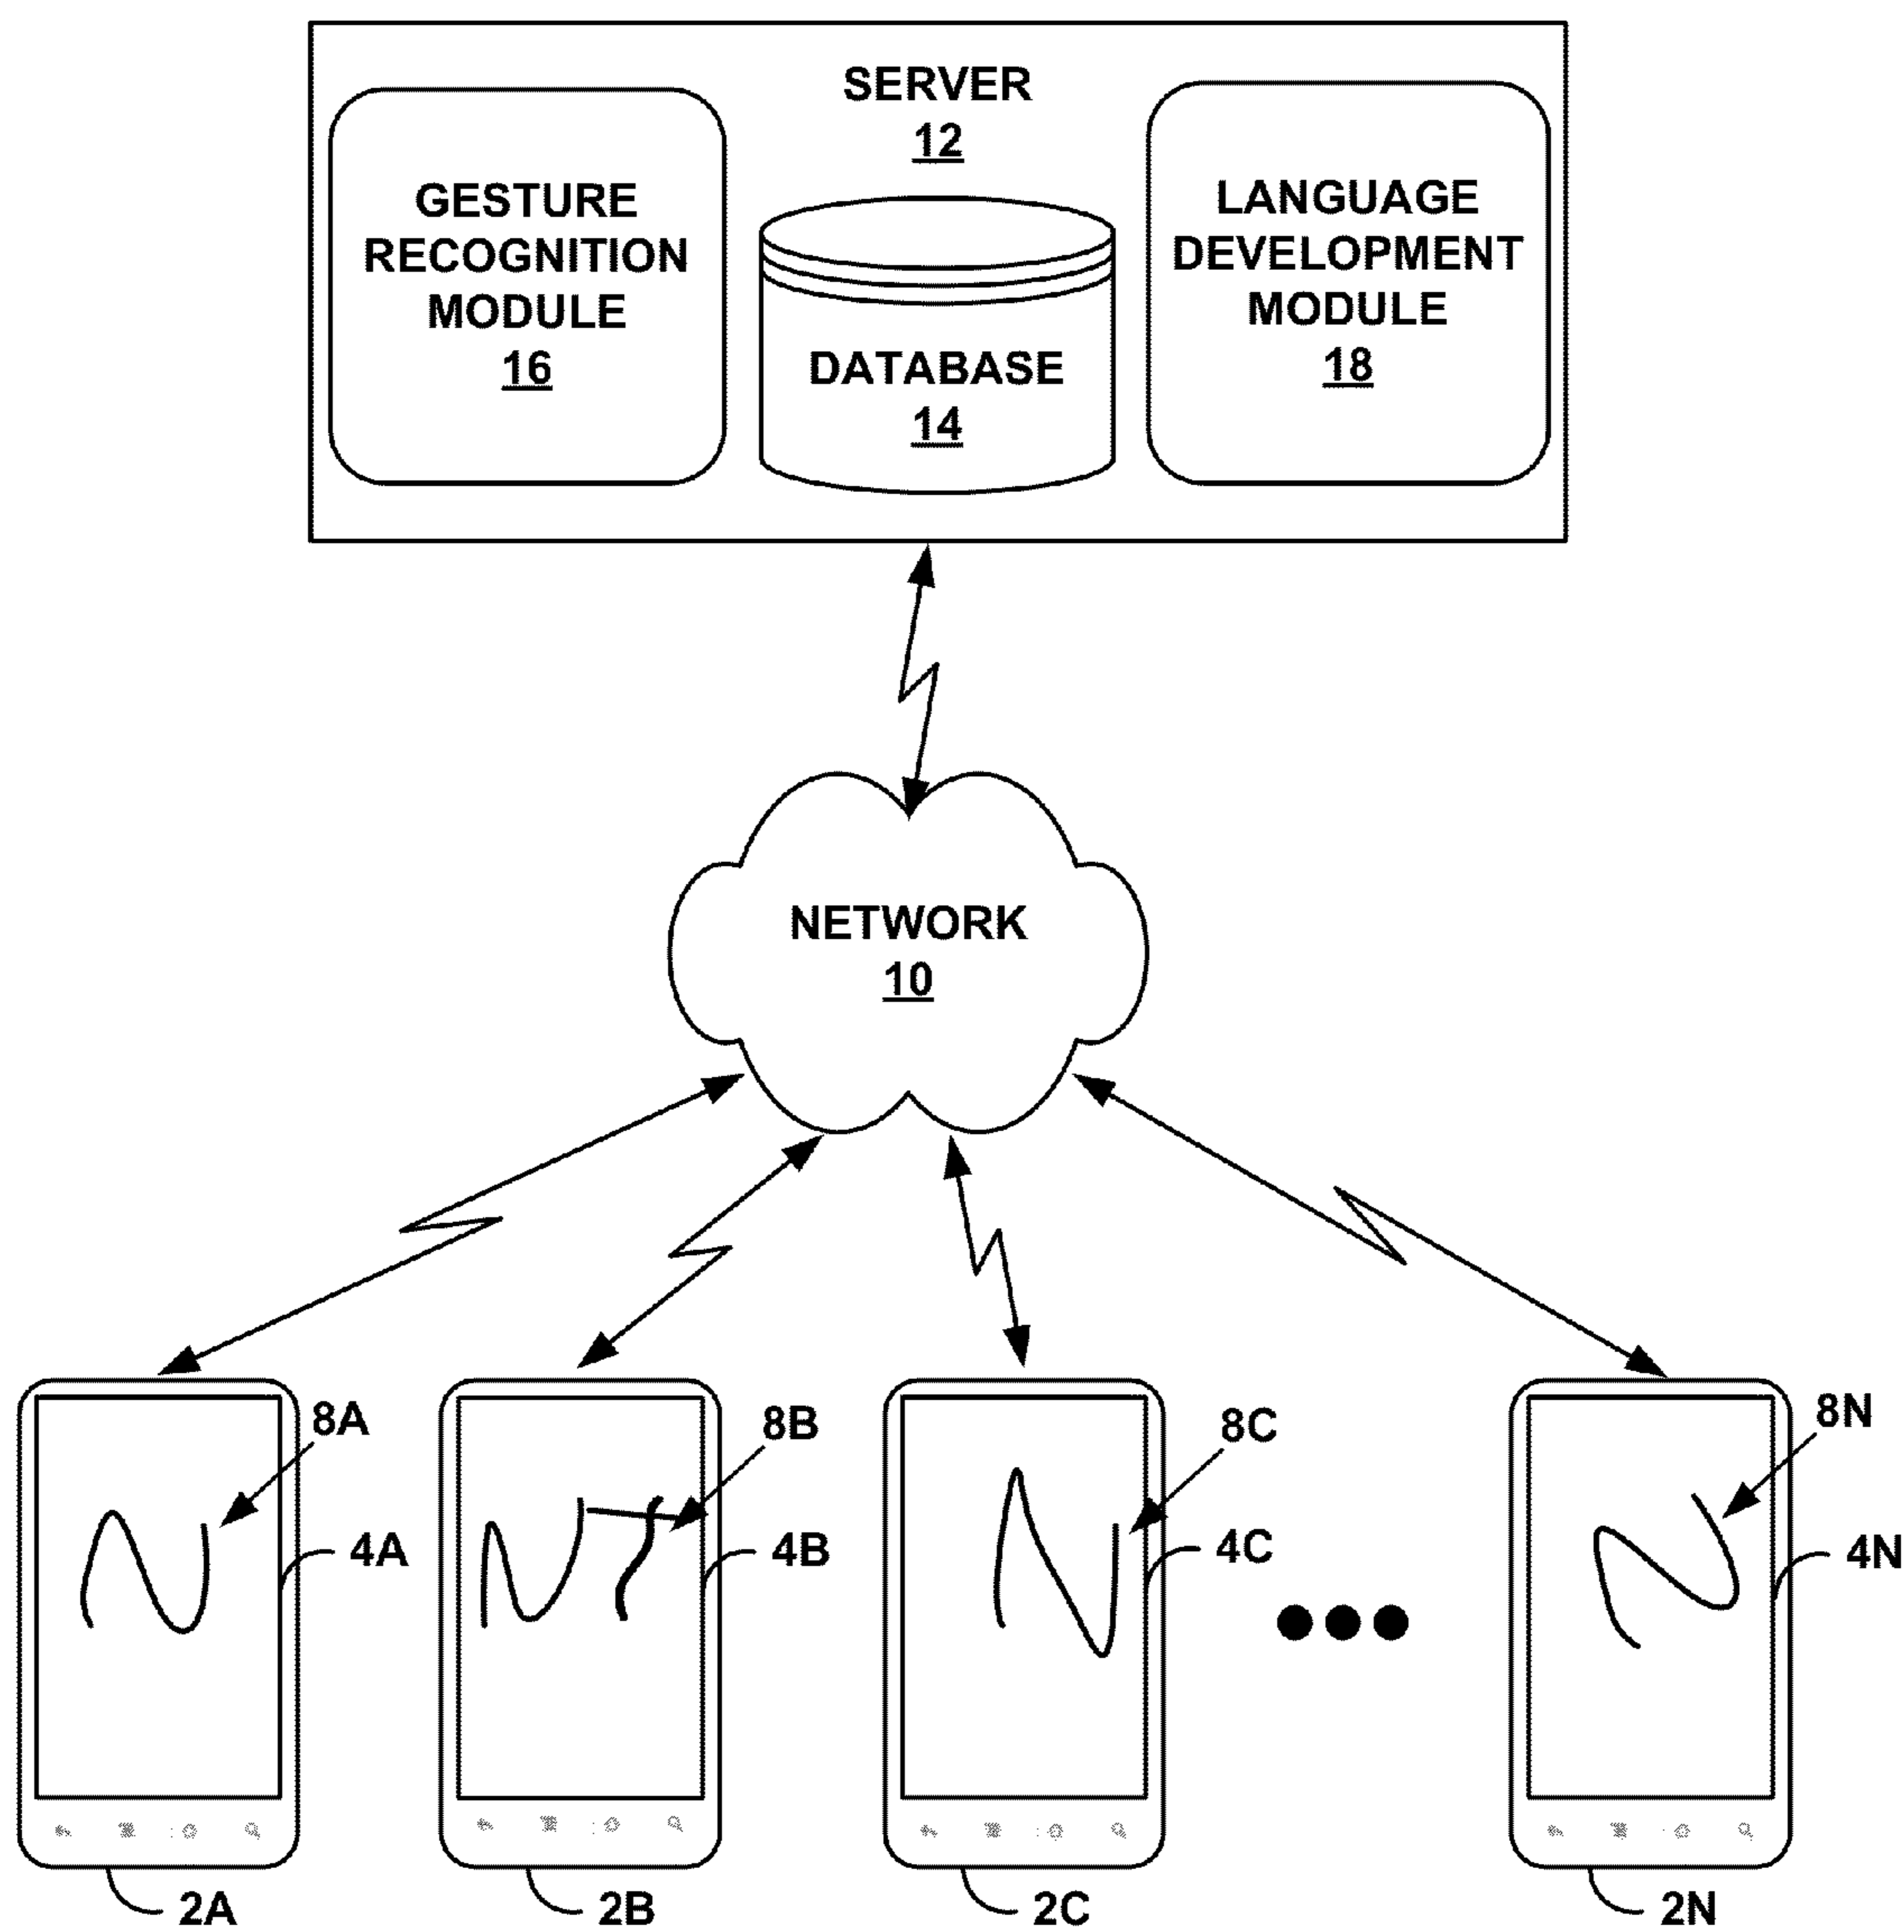 SERVER
12
GESTURE
RECOGNITION
MODULE
16
DATABASE
14
LANGUAGE
DEVELOPMENT
MODULE
18
NETWORK
10
8A
4A
2A
8B
4B
2B
8C
4C
2C
8N
4N
2N